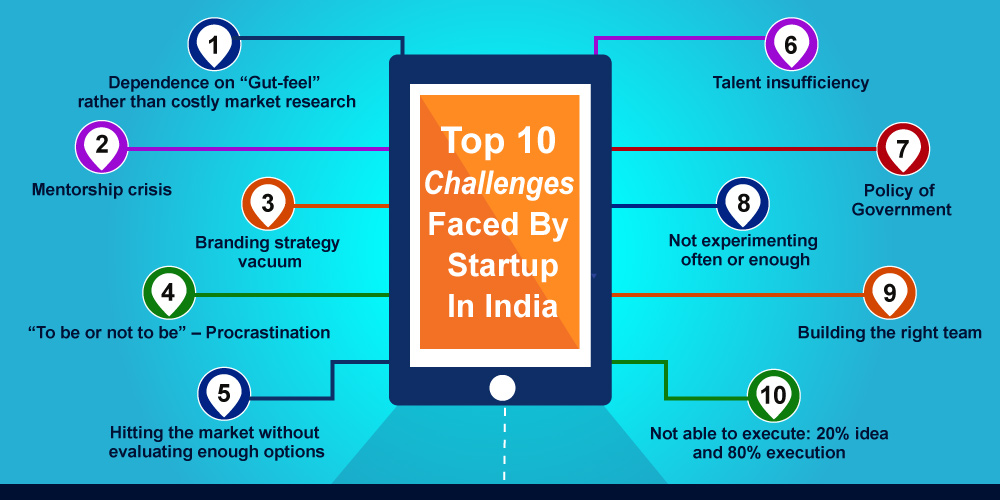 Top 10
Challenges
Faced By
Startup
In India
1
Dependence on “Gut-feel”
rather than costly market research
2
Mentorship crisis
3
Branding strategy
vacuum
4
“To be or not to be” – Procrastination
5
Hitting the market without
evaluating enough options
6
Talent insufficiency
7
Policy of
Government
8
Not experimenting
often or enough
9
Building the right team
10
Not able to execute: 20% idea
and 80% execution